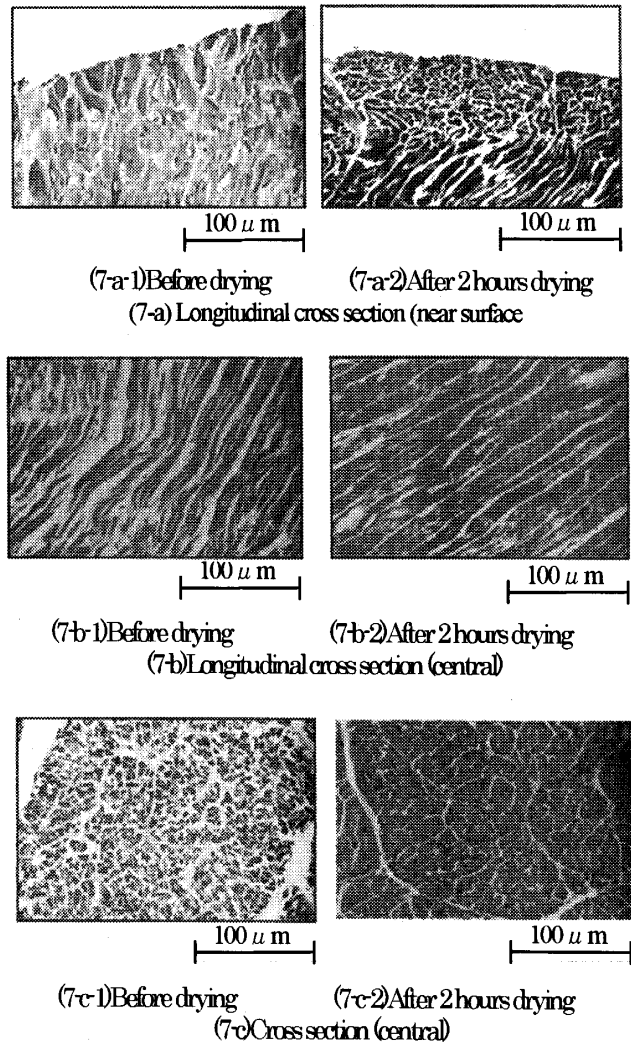 100 μ m 100 μ m
(7-a-1)Before drying (7-a-2)After 2 hours drying
(7-a) Longitudinal cross section (near surface
100 μ m 100 μ m
(7-b-1)Before drying (7-b-2)After 2 hours drying
(7-b)Longitudinal cross section (central)
100 μ m 100 μ m
(7-c-1)Before drying (7-c-2)After 2 hours drying
(7-c)Cross section (central)